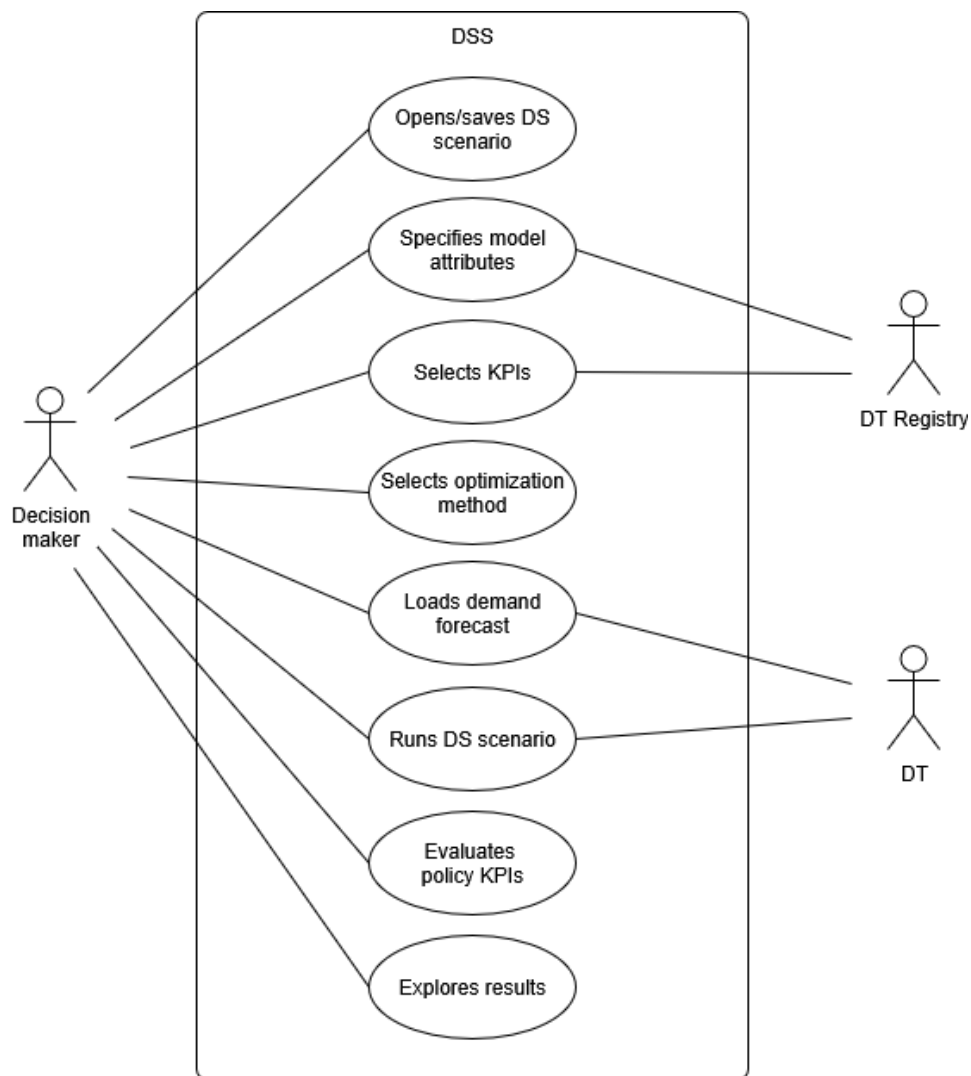 DSS
Opens/saves DS
scenario
Specifies model
attributes
Selects KPIs
DT Registry
Decision
maker
Selects optimization
method
Loads demand
forecast
Runs DS scenario
DT
Evaluates
policy KPIs
Explores results